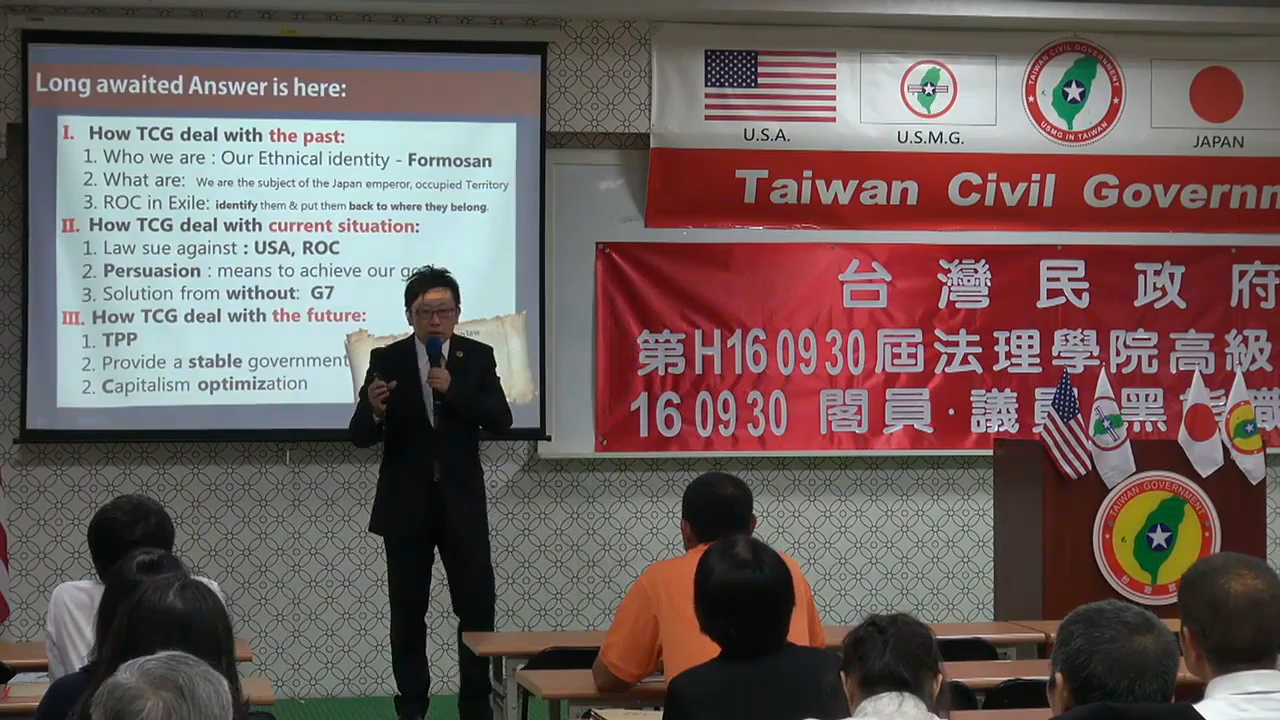 Long awaited Answer is here:
I. How TCG deal with the past:
1. Who we are : Our Ethnical identity - Formosan
2. What are: We are the subject of the Japan emperor, occupied Territory
3. ROC in Exile: identify them & put them back to where they belong.
II. How TCG deal with current situation:
1. Law sue against : USA, ROC
2. Persuasion : means to achieve our
3. Solution from without: G7
III. How TCG deal with the future:
1. TPP
2. Provide a stable government
2. Capitalism optimization
law
U.S.A.
U.S.M.G.
TAIWAN CIVIL GOVERNMENT
USMG IN TAIWAN
JAPAN
Taiwan Civil Governm
台灣民政府
第H16 09 30屆法理學院高級
16 09 30 閣員·議員
TAIWAN GOVERNMENT